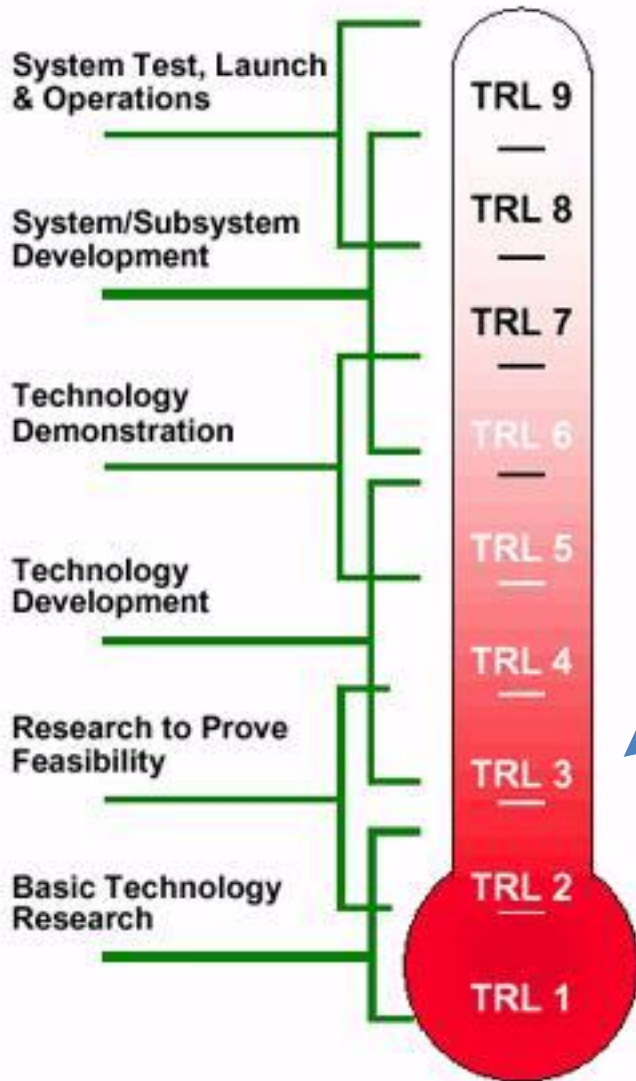 System Test, Launch
& Operations
System/Subsystem
Development
Technology
Demonstration
Technology
Development
Research to Prove
Feasibility
Basic Technology
Research
TRL 9
TRL 8
TRL 7
TRL 6
TRL 5
TRL 4
TRL 3
TRL 2
TRL 1